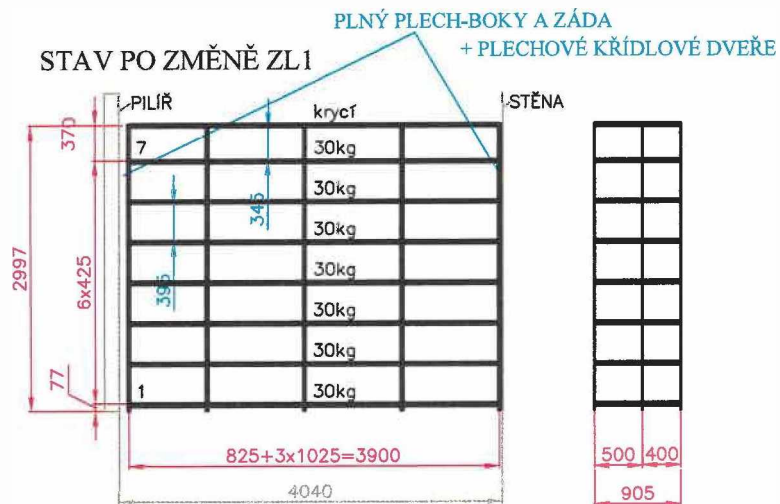 PLNÝ PLECH-BOKY A ZÁDA
+ PLECHOVÉ KŘÍDLOVÉ DVEŘE
STAV PO ZMĚNĚ ZL1
PILÍŘ
STĚNA
krycí
370
7
30kg
345
30kg
30kg
395
30kg
2997
6x425
30kg
30kg
77
1
30kg
825+3x1025=3900
500
400
4040
905